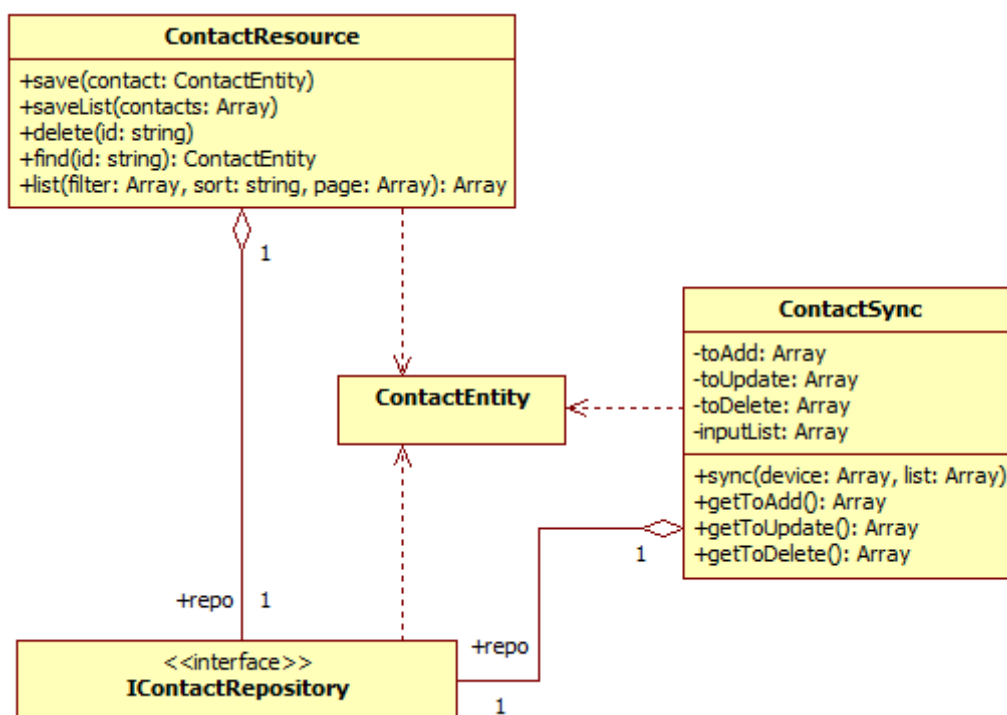 ContactResource
+save(contact: ContactEntity)
+saveList(contacts: Array)
+delete(id: string)
+find(id: string): ContactEntity
+list(filter: Array, sort: string, page: Array): Array
1
ContactSync
-toAdd: Array
-toUpdate: Array
-toDelete: Array
-inputList: Array
+sync(device: Array, list: Array)
+getToAdd(): Array
+getToUpdate(): Array
+getToDelete(): Array
ContactEntity
1
+repo
1
+repo
1
<<interface>>
IContactRepository